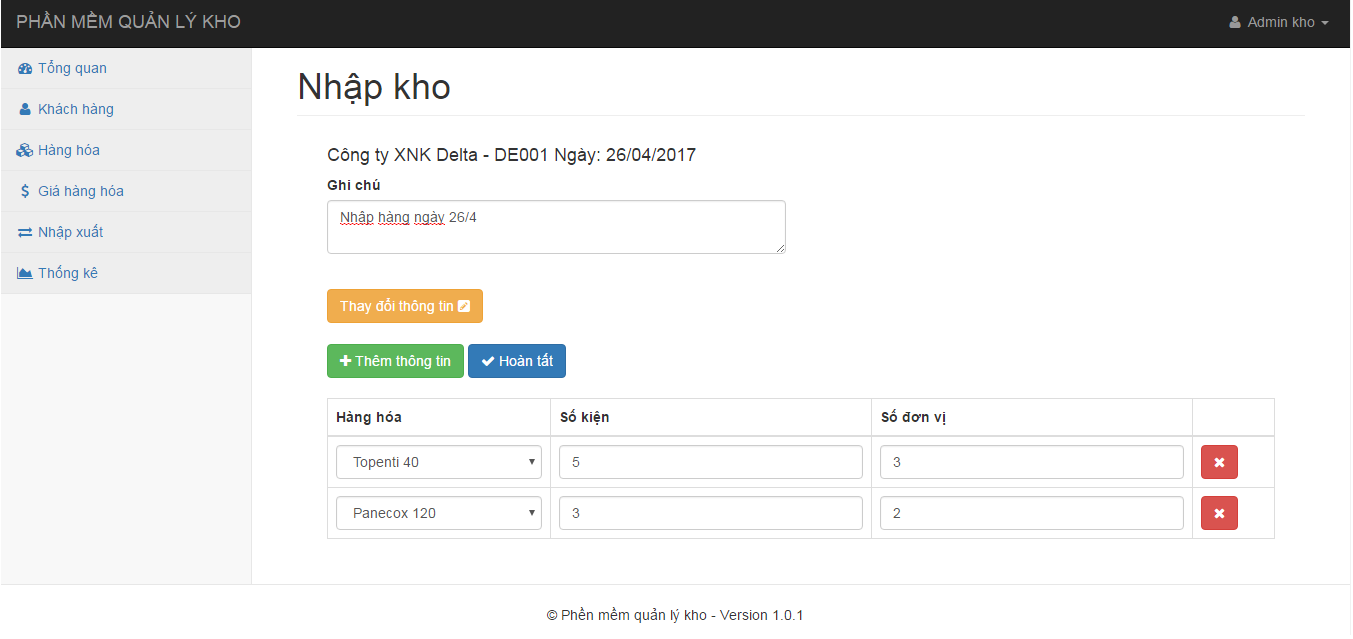 PHẦN MỀM QUẢN LÝ KHO
Admin kho
Tổng quan
Khách hàng
Hàng hóa
Giá hàng hóa
Nhập xuất
Thống kê
Nhập kho
Công ty XNK Delta - DE001 Ngày: 26/04/2017
Ghi chú
Nhập hàng ngày 26/4
Thay đổi thông tin
Thêm thông tin
Hoàn tất
Hàng hóa Số kiện Số đơn vị
Topenti 40 5 3
Panecox 120 3 2
© Phền mềm quản lý kho - Version 1.0.1